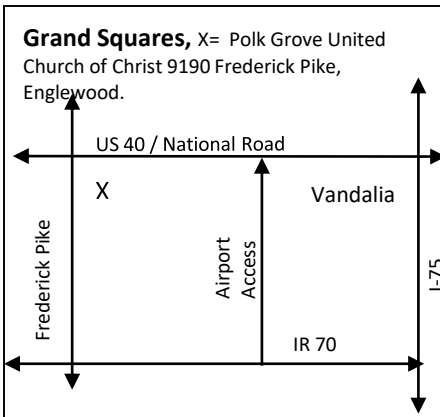 Grand Squares, X= Polk Grove United
Church of Christ 9190 Frederick Pike,
Englewood.
US 40 / National Road
X
Vandalia
Frederick Pike
Airport
Access
I-75
IR 70